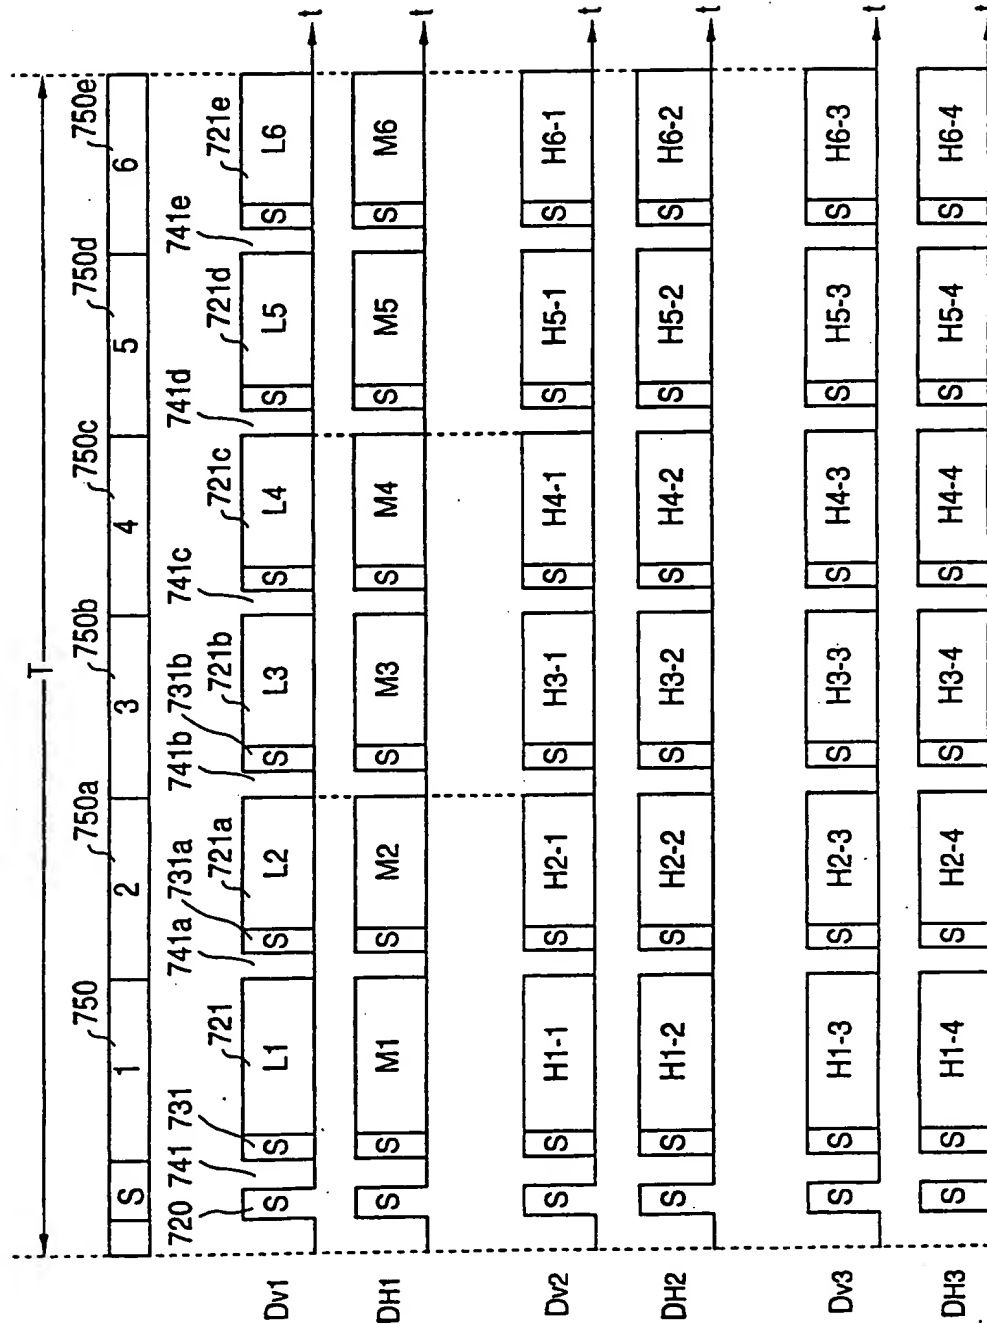 T
750 750a 750b 750c 750d 750e
S 1 2 3 4 5 6
720 741 731 721 741a 731a 721a 741b 731b 721b 741c 721c 741d 721d 741e 721e
Dv1 S S L1 S L2 S L3 S L4 S L5 S L6 t
DH1 S S M1 S M2 S M3 S M4 S M5 S M6 t
Dv2 S S H1-1 S H2-1 S H3-1 S H4-1 S H5-1 S H6-1 t
DH2 S S H1-2 S H2-2 S H3-2 S H4-2 S H5-2 S H6-2 t
Dv3 S S H1-3 S H2-3 S H3-3 S H4-3 S H5-3 S H6-3 t
DH3 S S H1-4 S H2-4 S H3-4 S H4-4 S H5-4 S H6-4 t